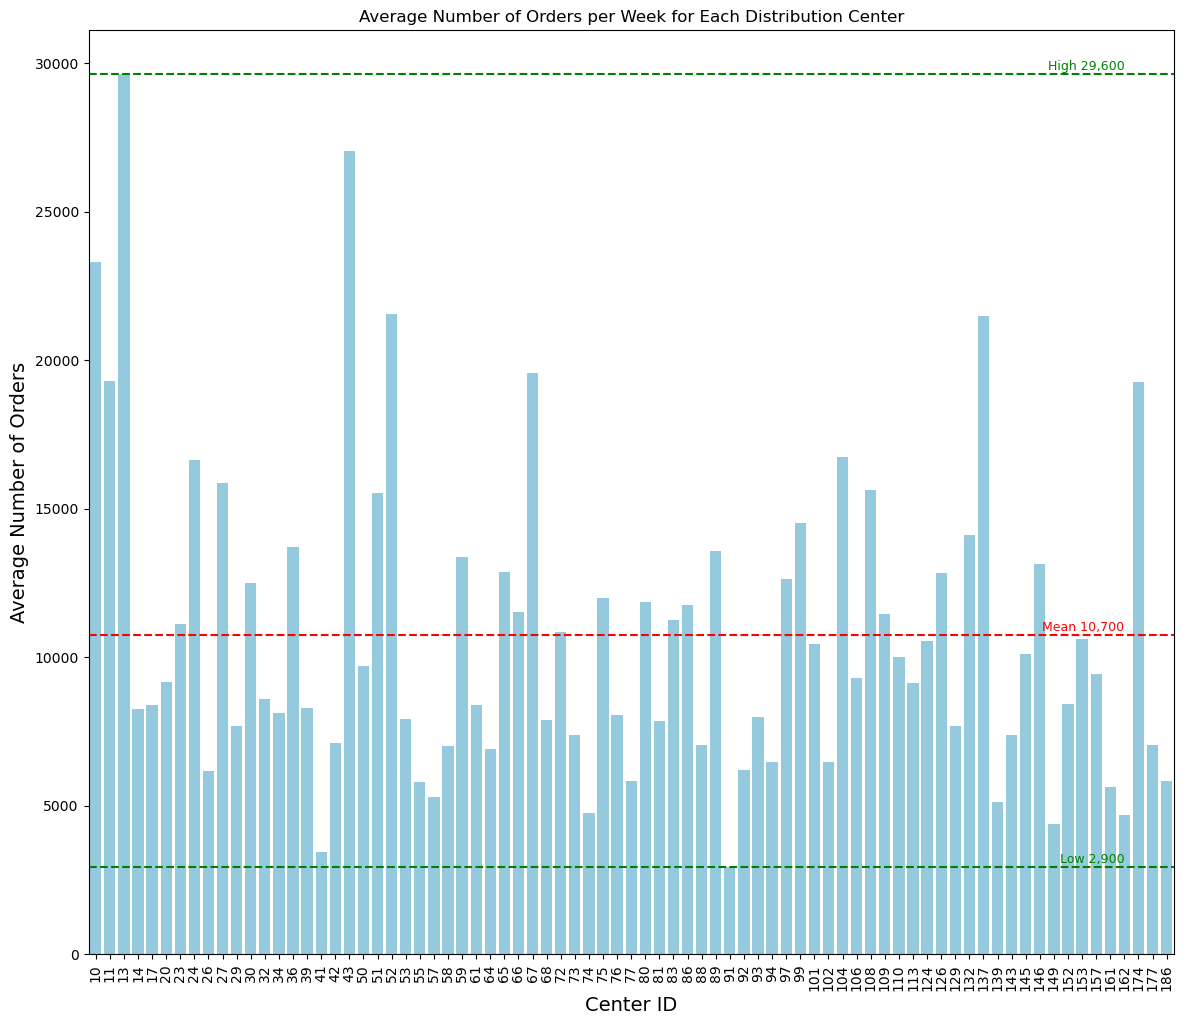 Average Number of Orders per Week for Each Distribution Center
Average Number of Orders
30000
25000
20000
15000
10000
5000
0
High 29,600
Mean 10,700
Low 2,900
10 11 13 14 17 20 23 24 26 27 29 30 32 34 36 39 41 42 43 50 51 52 53 55 57 58 59 61 64 65 66 67 68 72 73 74 75 76 77 80 81 83 86 88 89 91 92 93 94 97 99 101 102 104 106 108 109 110 113 124 126 129 132 137 139 143 145 146 149 152 153 157 161 162 174 177 186
Center ID